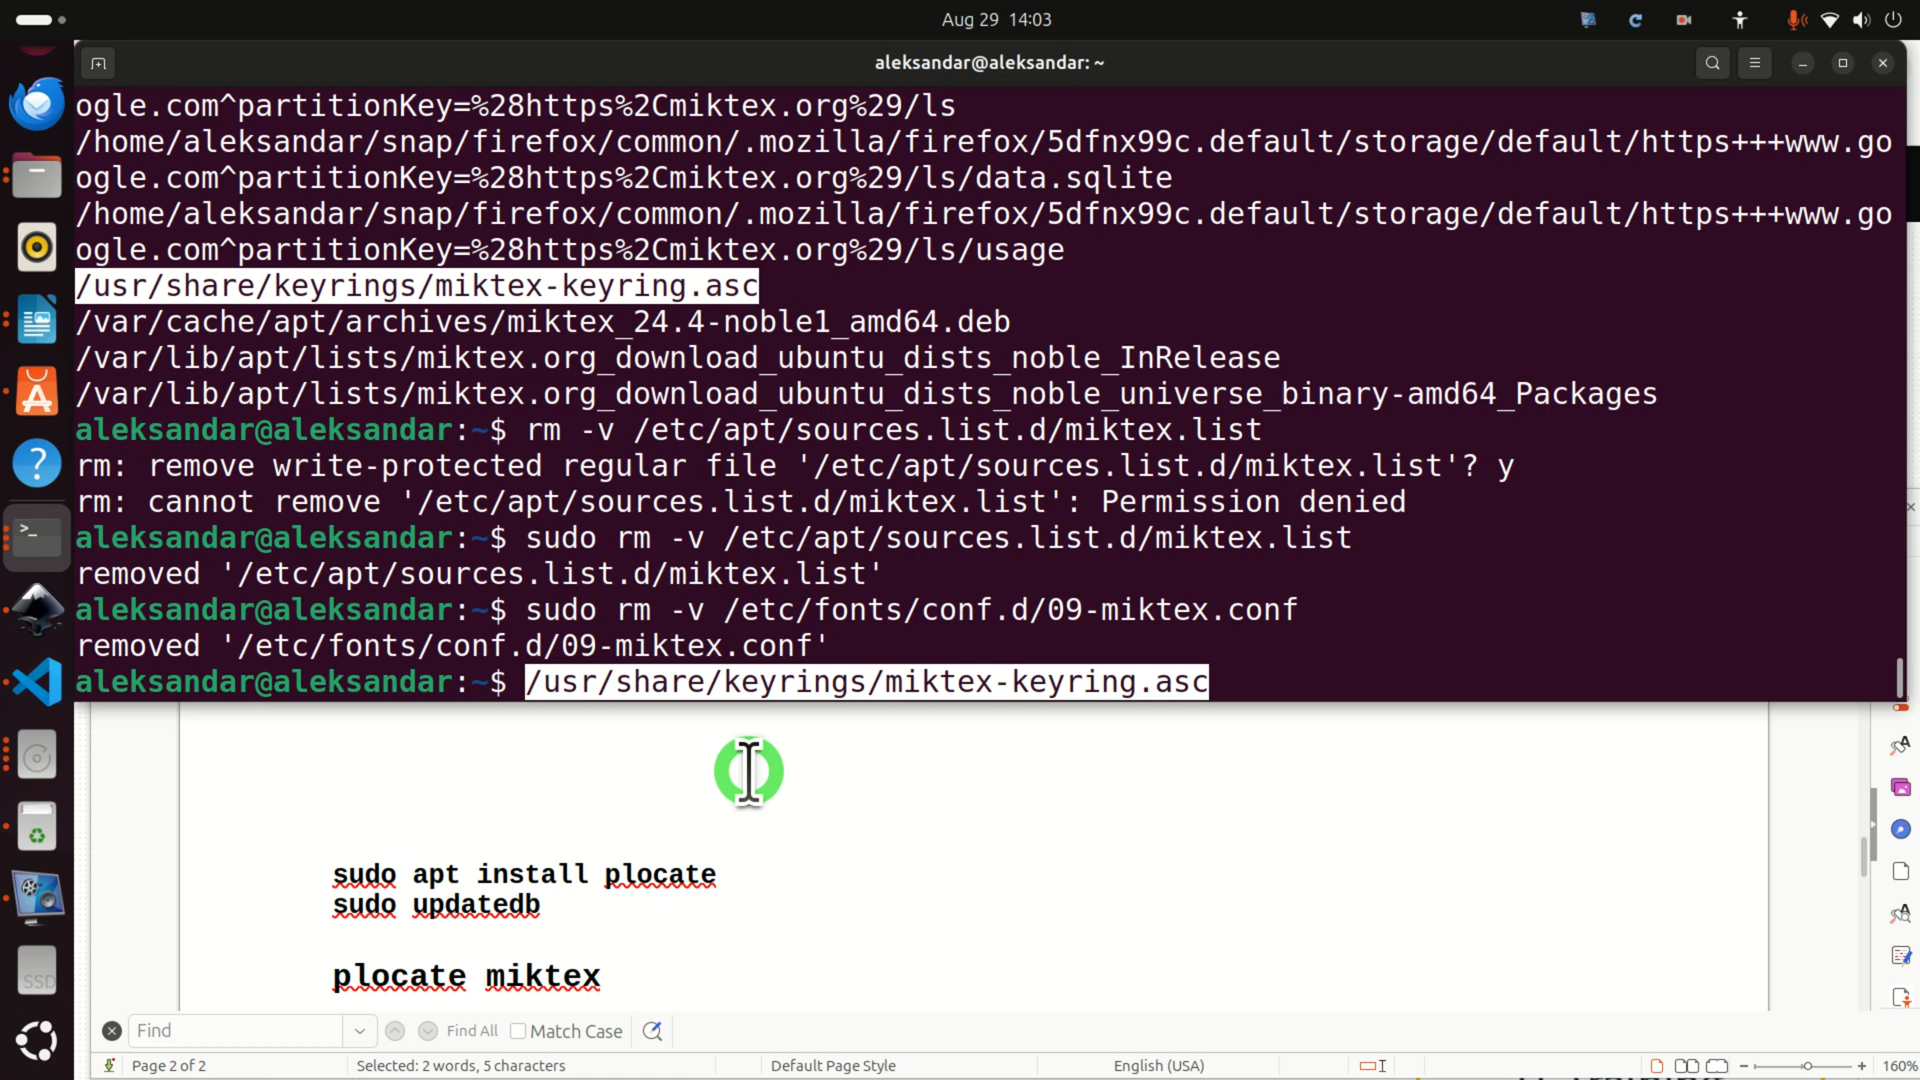 Aug 29 14:03
aleksandar@aleksandar: ~
ogle.com^partitionKey=%28https%2Cmiktex.org%29/ls
/home/aleksandar/snap/firefox/common/.mozilla/firefox/5dfnx99c.default/storage/default/https+++www.go
ogle.com^partitionKey=%28https%2Cmiktex.org%29/ls/data.sqlite
/home/aleksandar/snap/firefox/common/.mozilla/firefox/5dfnx99c.default/storage/default/https+++www.go
ogle.com^partitionKey=%28https%2Cmiktex.org%29/ls/usage
/usr/share/keyrings/miktex-keyring.asc
/var/cache/apt/archives/miktex_24.4-noble1_amd64.deb
/var/lib/apt/lists/miktex.org_download_ubuntu_dists_noble_InRelease
/var/lib/apt/lists/miktex.org_download_ubuntu_dists_noble_universe_binary-amd64_Packages
aleksandar@aleksandar:~$ rm -v /etc/apt/sources.list.d/miktex.list
rm: remove write-protected regular file '/etc/apt/sources.list.d/miktex.list'? y
rm: cannot remove '/etc/apt/sources.list.d/miktex.list': Permission denied
aleksandar@aleksandar:~$ sudo rm -v /etc/apt/sources.list.d/miktex.list
removed '/etc/apt/sources.list.d/miktex.list'
aleksandar@aleksandar:~$ sudo rm -v /etc/fonts/conf.d/09-miktex.conf
removed '/etc/fonts/conf.d/09-miktex.conf'
aleksandar@aleksandar:~$ /usr/share/keyrings/miktex-keyring.asc
sudo apt install plocate
sudo updatedb
plocate miktex
SSD
Find
Find All
Match Case
Page 2 of 2
Selected: 2 words, 5 characters
Default Page Style
English (USA)
160%